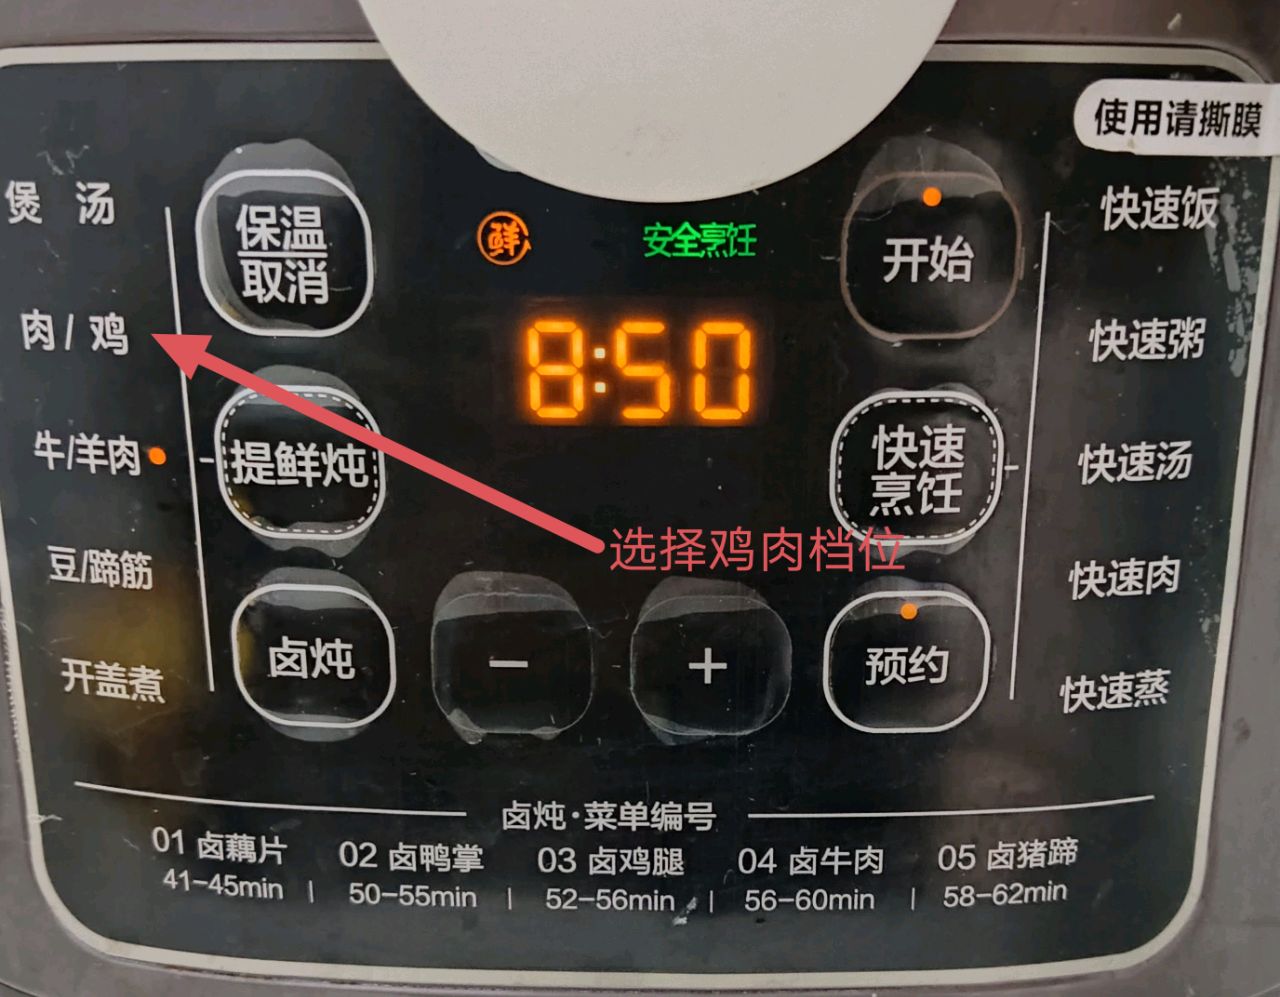 使用请撕膜
煲 汤
肉 / 鸡
牛/羊肉
豆/蹄筋
开盖煮
保温
取消
提鲜炖
卤炖
鲜
安全烹饪
8:50
选择鸡肉档位
−
+
开始
快速
烹饪
预约
快速饭
快速粥
快速汤
快速肉
快速蒸
卤炖·菜单编号
01 卤藕片 02 卤鸭掌 03 卤鸡腿 04 卤牛肉 05 卤猪蹄
41-45min | 50-55min | 52-56min | 56-60min | 58-62min